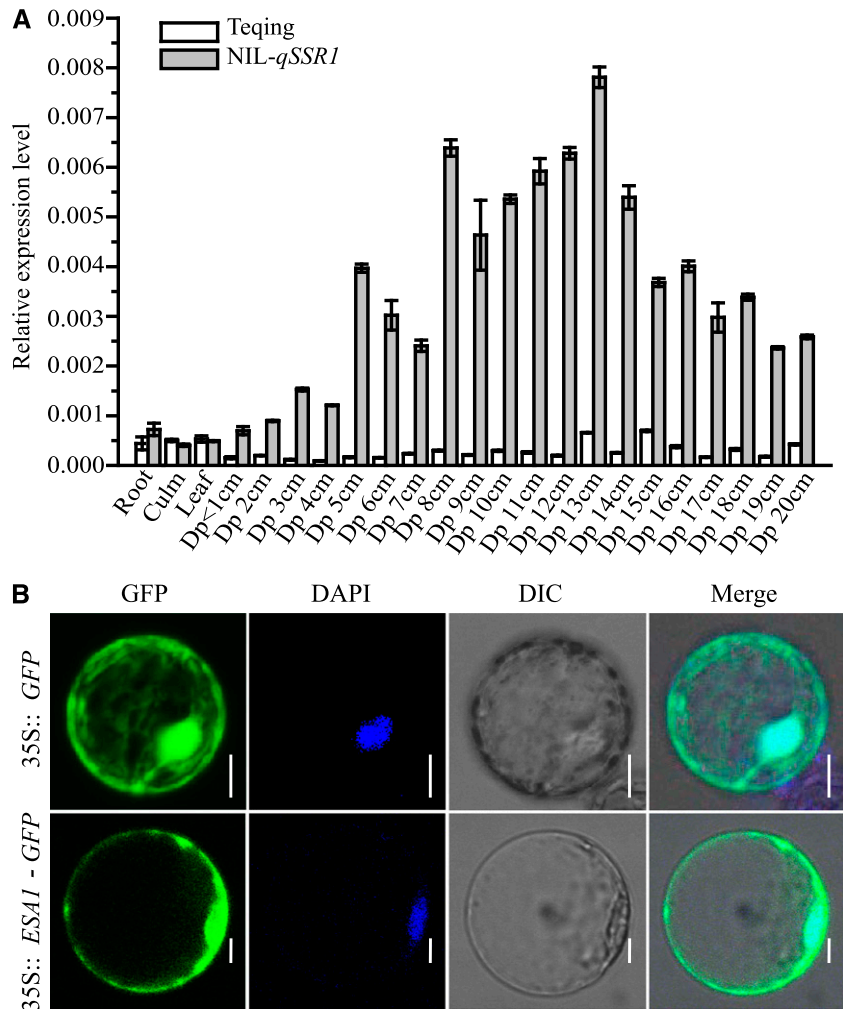 A
Teqing
NIL-qSSR1
Relative expression level
0.009
0.008
0.007
0.006
0.005
0.004
0.003
0.002
0.001
0.000
Root
Culm
Leaf
Dp<1cm
Dp 2cm
Dp 3cm
Dp 4cm
Dp 5cm
Dp 6cm
Dp 7cm
Dp 8cm
Dp 9cm
Dp 10cm
Dp 11cm
Dp 12cm
Dp 13cm
Dp 14cm
Dp 15cm
Dp 16cm
Dp 17cm
Dp 18cm
Dp 19cm
Dp 20cm
B
GFP DAPI DIC Merge
35S:: GFP
35S:: ESA1 - GFP